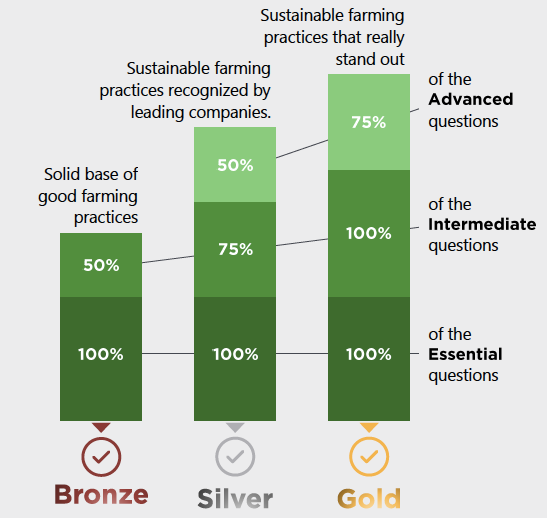 Sustainable farming
practices that really
stand out
Sustainable farming
practices recognized by
leading companies.
Solid base of
good farming
practices
75%
of the
Advanced
questions
50%
50%
75%
100%
of the
Intermediate
questions
100%
100%
100%
of the
Essential
questions
Bronze
Silver
Gold